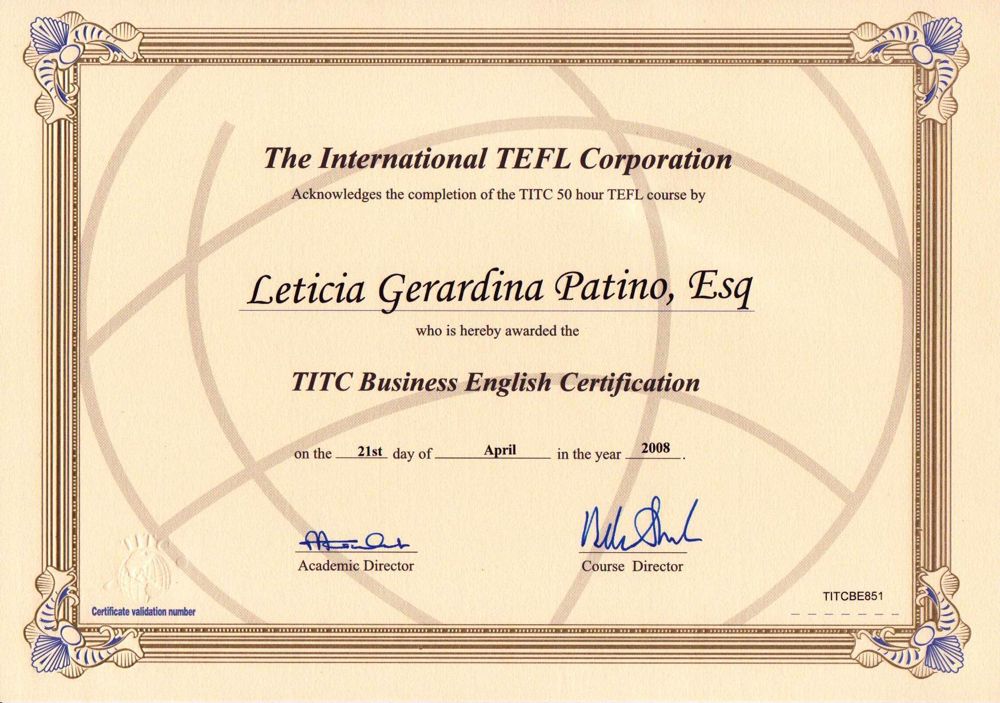 The International TEFL Corporation
Acknowledges the completion of the TITC 50 hour TEFL course by
Leticia Gerardina Patino, Esq
who is hereby awarded the
TITC Business English Certification
on the 21st day of April in the year 2008 .
Academic Director
Course Director
TITCBE851
Certificate validation number